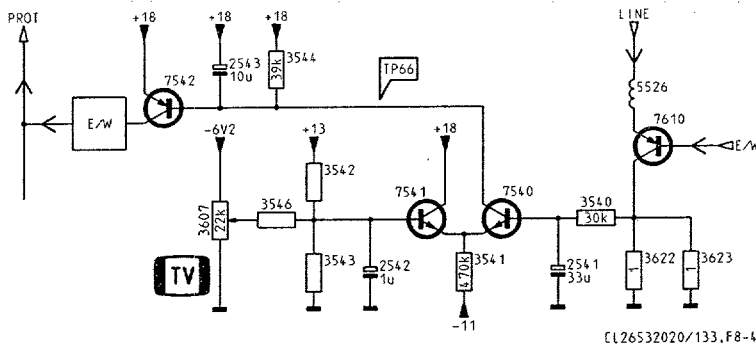 PROT
+18
+18
+18
LINE
2543
10u
39k
3544
7542
TP66
5526
7610
E/W
-6V2
+13
+18
E/W
3542
7541
7540
3540
30k
3546
3607
22k
3543
2542
1u
470k
3541
2541
33u
1
3622
1
3623
TV
-11
CL26532020/133.F8-4